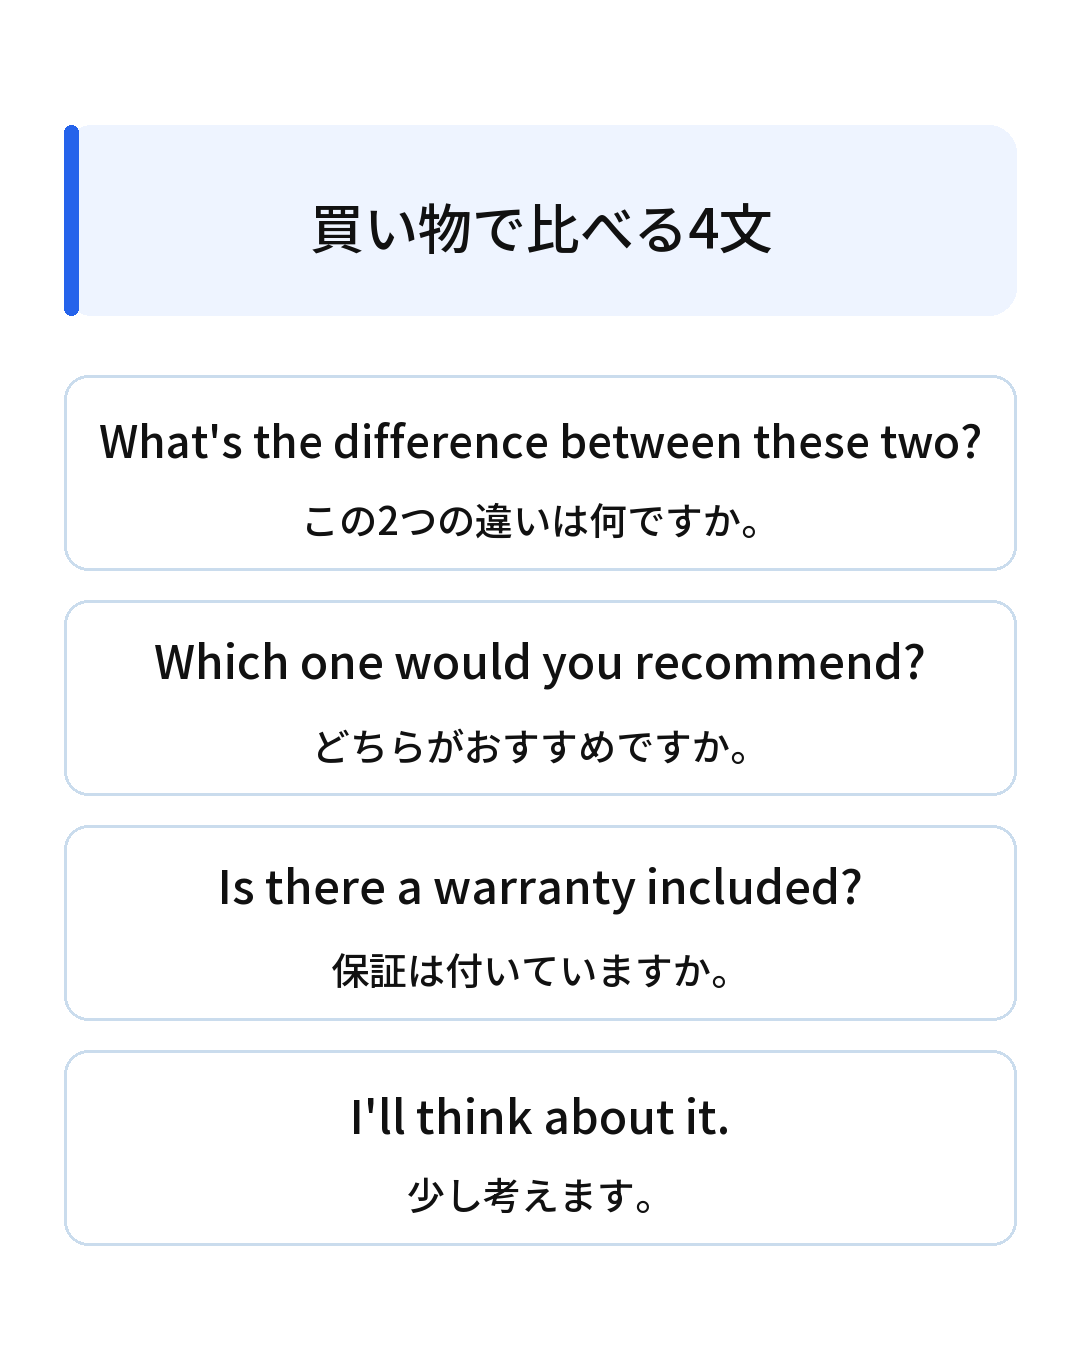 買い物で比べる4文
What's the difference between these two?
この2つの違いは何ですか。
Which one would you recommend?
どちらがおすすめですか。
Is there a warranty included?
保証は付いていますか。
I'll think about it.
少し考えます。